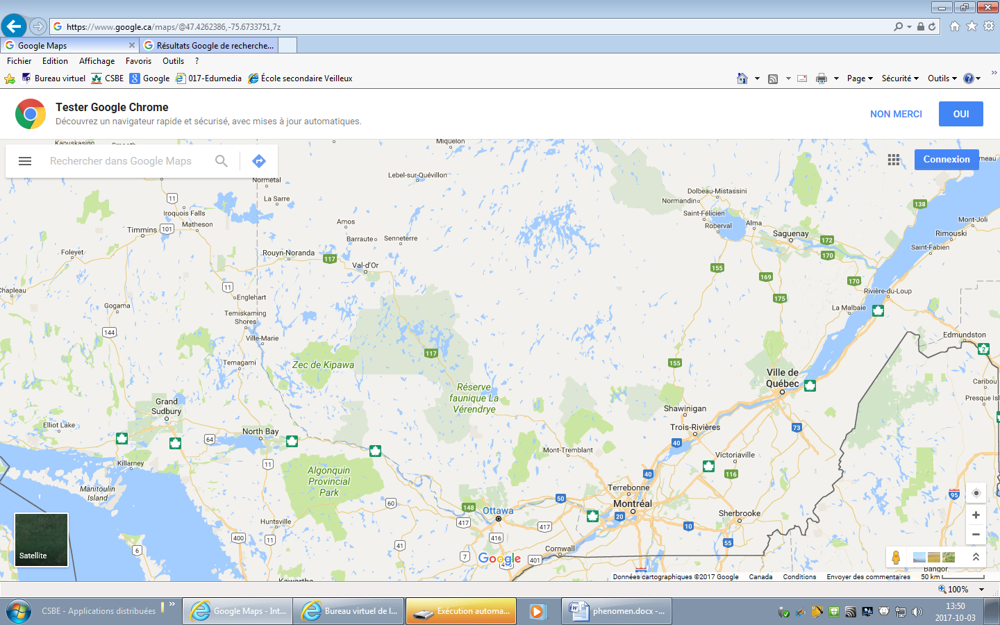 https://www.google.ca/maps/@47.4262386,-75.6733751,7z
Google Maps
Résultats Google de recherche...
Fichier Edition Affichage Favoris Outils ?
Bureau virtuel CSBE Google 017-Edumedia École secondaire Veilleux
Page Sécurité Outils
Tester Google Chrome
Découvrez un navigateur rapide et sécurisé, avec mises à jour automatiques.
NON MERCI OUI
Rechercher dans Google Maps
Connexion
Kapuskasing
Miquelon
Normetal
Lebel-sur-Quévillon
La Sarre
Dolbeau-Mistassini
Normandin
Saint-Félicien
Roberval
Alma
138
11
Iroquois Falls
Matheson
Timmins
101
Amos
Barraute
Senneterre
Saguenay
172
170
Mont-Joli
Rimouski
Saint-Fabien
Foleyet
Rouyn-Noranda
117
Val-d'Or
155
169
170
Chapleau
11
Englehart
Gogama
Temiskaming
Shores
175
Rivière-du-Loup
La Malbaie
144
Ville-Marie
Temagami
Zec de Kipawa
117
155
Edmundston
2
Ville de
Québec
Caribou
Presque Isl
Réserve
faunique La
Vérendrye
Grand
Sudbury
Shawinigan
Trois-Rivières
73
Elliot Lake
64
North Bay
40
Killarney
11
Mont-Tremblant
Victoriaville
116
Algonquin
Provincial
Park
Manitoulin
Island
40
Terrebonne
Montréal
95
60
148
50
Ottawa
417
417
20
Sherbrooke
10
55
Huntsville
400
11
41
416
Cornwall
6
7
401
Satellite
Google
Kawartha
Bangor
Données cartographiques ©2017 Google Canada Conditions Envoyer des commentaires 50 km
100%
CSBE - Applications distribuées
Google Maps - Int...
Bureau virtuel de l...
Exécution automa...
phenomen.docx -...
13:50
2017-10-03